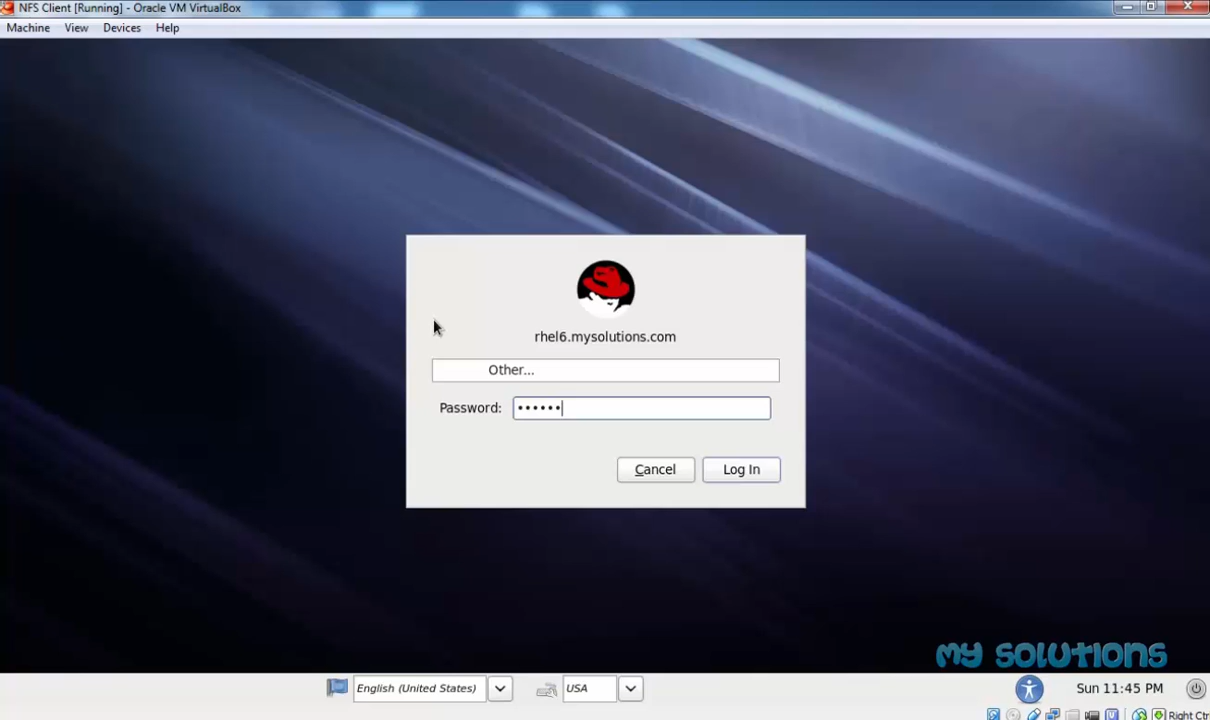 NFS Client [Running] - Oracle VM VirtualBox
Machine View Devices Help
rhel6.mysolutions.com
Other...
Password: ••••••
Cancel Log In
My Solutions
English (United States) USA Sun 11:45 PM
Right Ctr